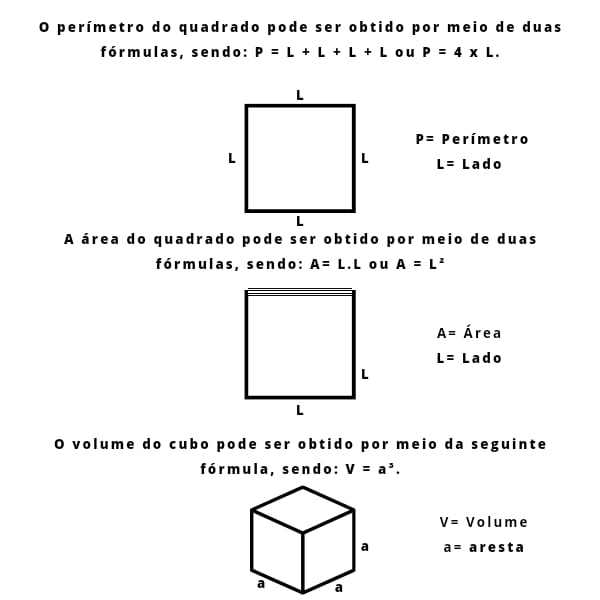 O perímetro do quadrado pode ser obtido por meio de duas
fórmulas, sendo: P = L + L + L + L ou P = 4 x L.
L
L
L
P= Perímetro
L= Lado
L
A área do quadrado pode ser obtido por meio de duas
fórmulas, sendo: A= L.L ou A = L²
A= Área
L= Lado
L
L
O volume do cubo pode ser obtido por meio da seguinte
fórmula, sendo: V = a³.
V= Volume
a= aresta
a
a
a